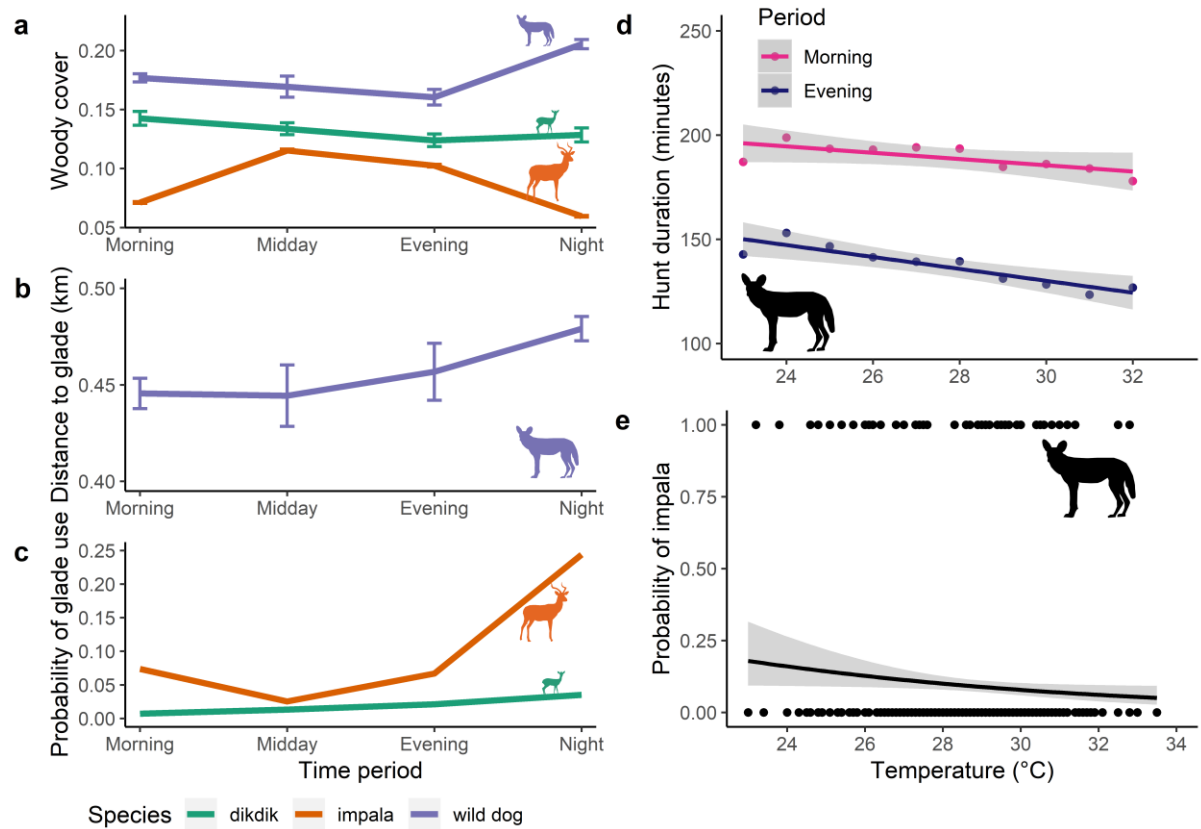 a
Woody cover
0.20
0.15
0.10
0.05
Morning Midday Evening Night
b
Distance to glade (km)
0.50
0.45
0.40
Morning Midday Evening Night
c
Probability of glade use
0.25
0.20
0.15
0.10
0.05
0.00
Morning Midday Evening Night
Time period
Species dikdik impala wild dog
d
Period
Morning
Evening
Hunt duration (minutes)
250
200
150
100
24 26 28 30 32
e
Probability of impala
1.00
0.75
0.50
0.25
0.00
24 26 28 30 32 34
Temperature (°C)